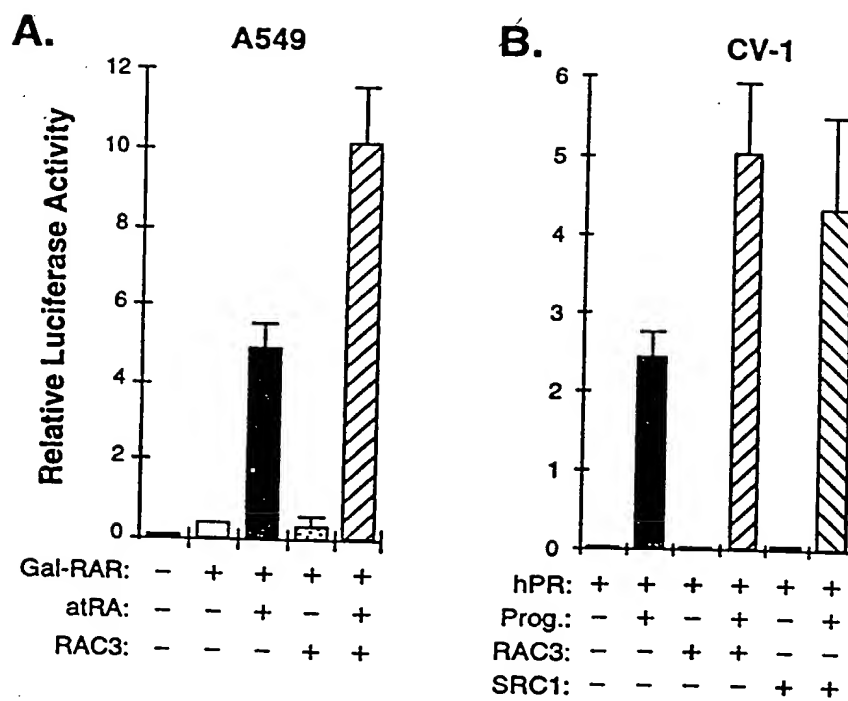 A.
A549
Relative Luciferase Activity
12
10
8
6
4
2
0
Gal-RAR: – + + + +
atRA: – – + – +
RAC3: – – – + +
B.
CV-1
6
5
4
3
2
1
0
hPR: + + + + + +
Prog.: – + – + – +
RAC3: – – + + – –
SRC1: – – – – + +